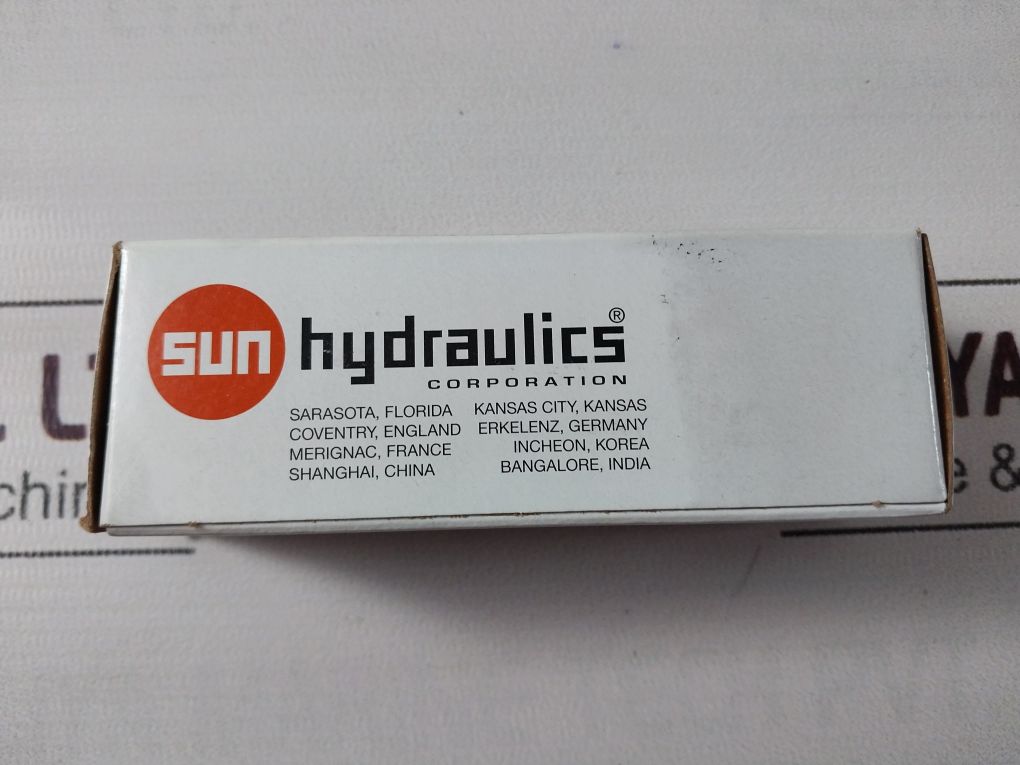 sun hydraulics®
CORPORATION
SARASOTA, FLORIDA KANSAS CITY, KANSAS
COVENTRY, ENGLAND ERKELENZ, GERMANY
MERIGNAC, FRANCE INCHEON, KOREA
SHANGHAI, CHINA BANGALORE, INDIA